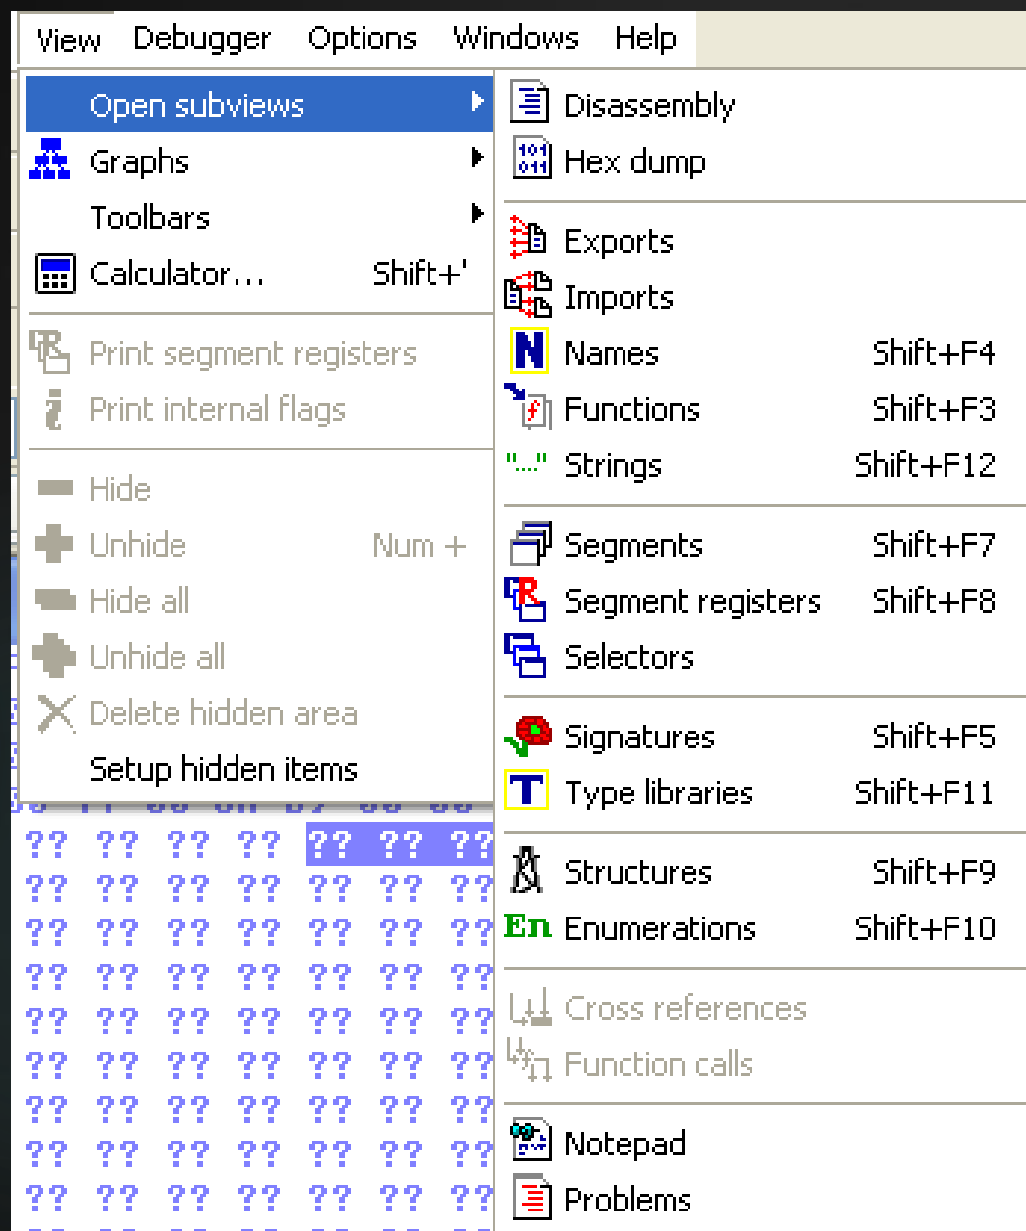 View Debugger Options Windows Help
Open subviews
Graphs
Toolbars
Calculator... Shift+'
Print segment registers
Print internal flags
Hide
Unhide Num +
Hide all
Unhide all
Delete hidden area
Setup hidden items
Disassembly
Hex dump
Exports
Imports
Names Shift+F4
Functions Shift+F3
Strings Shift+F12
Segments Shift+F7
Segment registers Shift+F8
Selectors
Signatures Shift+F5
Type libraries Shift+F11
Structures Shift+F9
En Enumerations Shift+F10
Cross references
Function calls
Notepad
Problems
?? ?? ?? ?? ?? ?? ??
?? ?? ?? ?? ?? ?? ??
?? ?? ?? ?? ?? ?? ??
?? ?? ?? ?? ?? ?? ??
?? ?? ?? ?? ?? ?? ??
?? ?? ?? ?? ?? ?? ??
?? ?? ?? ?? ?? ?? ??
?? ?? ?? ?? ?? ?? ??
?? ?? ?? ?? ?? ?? ??